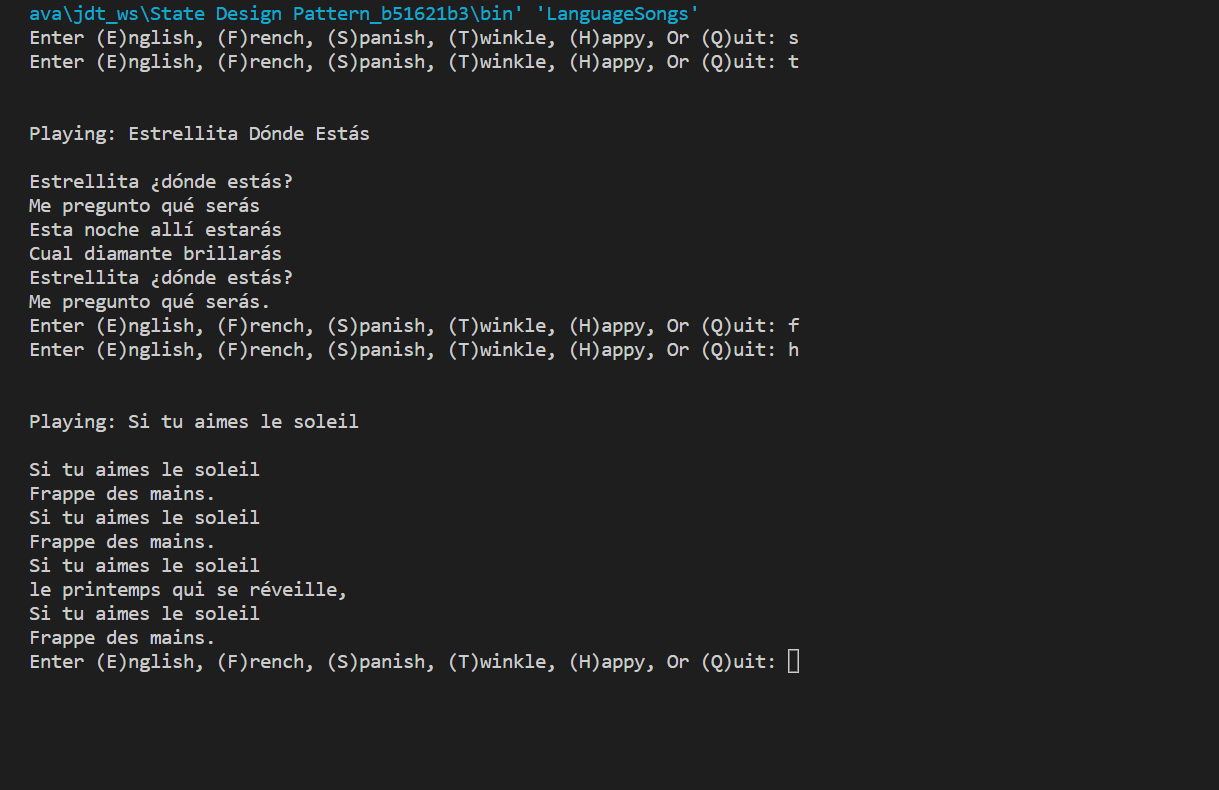 ava\jdt_ws\State Design Pattern_b51621b3\bin' 'LanguageSongs'
Enter (E)nglish, (F)rench, (S)panish, (T)winkle, (H)appy, Or (Q)uit: s
Enter (E)nglish, (F)rench, (S)panish, (T)winkle, (H)appy, Or (Q)uit: t
Playing: Estrellita Dónde Estás
Estrellita ¿dónde estás?
Me pregunto qué serás
Esta noche allí estarás
Cual diamante brillarás
Estrellita ¿dónde estás?
Me pregunto qué serás.
Enter (E)nglish, (F)rench, (S)panish, (T)winkle, (H)appy, Or (Q)uit: f
Enter (E)nglish, (F)rench, (S)panish, (T)winkle, (H)appy, Or (Q)uit: h
Playing: Si tu aimes le soleil
Si tu aimes le soleil
Frappe des mains.
Si tu aimes le soleil
Frappe des mains.
Si tu aimes le soleil
le printemps qui se réveille,
Si tu aimes le soleil
Frappe des mains.
Enter (E)nglish, (F)rench, (S)panish, (T)winkle, (H)appy, Or (Q)uit: